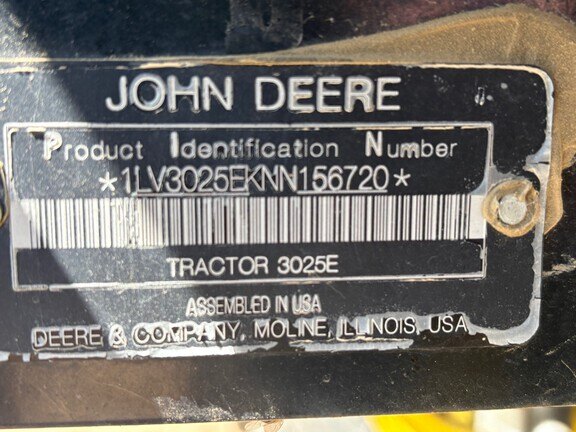 JOHN DEERE
Product Identification Number
*1LV3025EKNN156720*
TRACTOR 3025E
ASSEMBLED IN USA
DEERE & COMPANY, MOLINE, ILLINOIS, USA